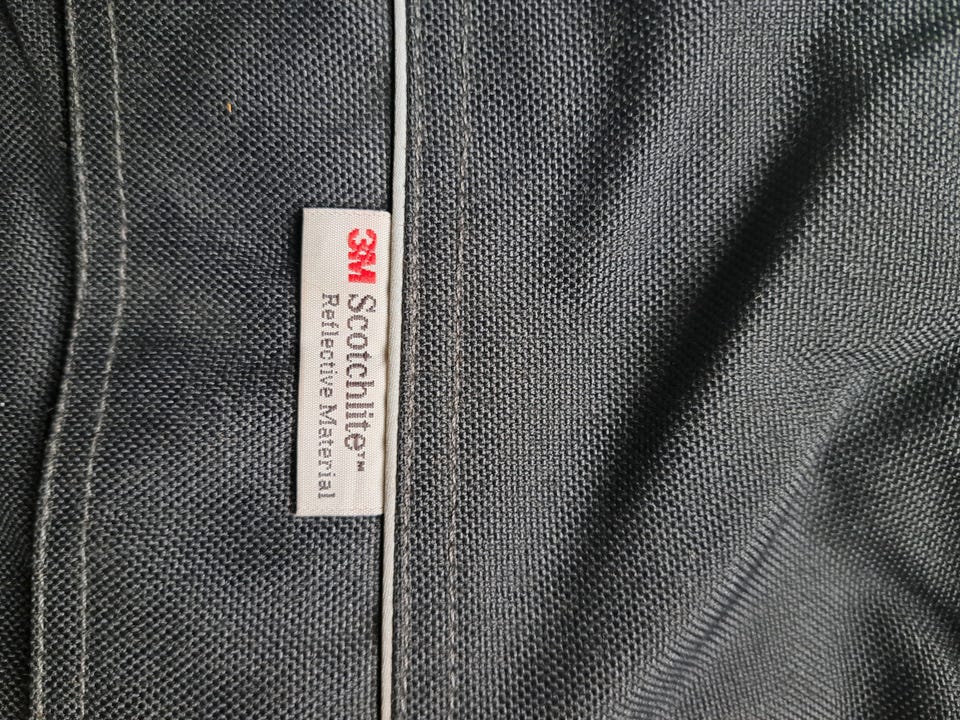 3M Scotchlite™
Reflective Material